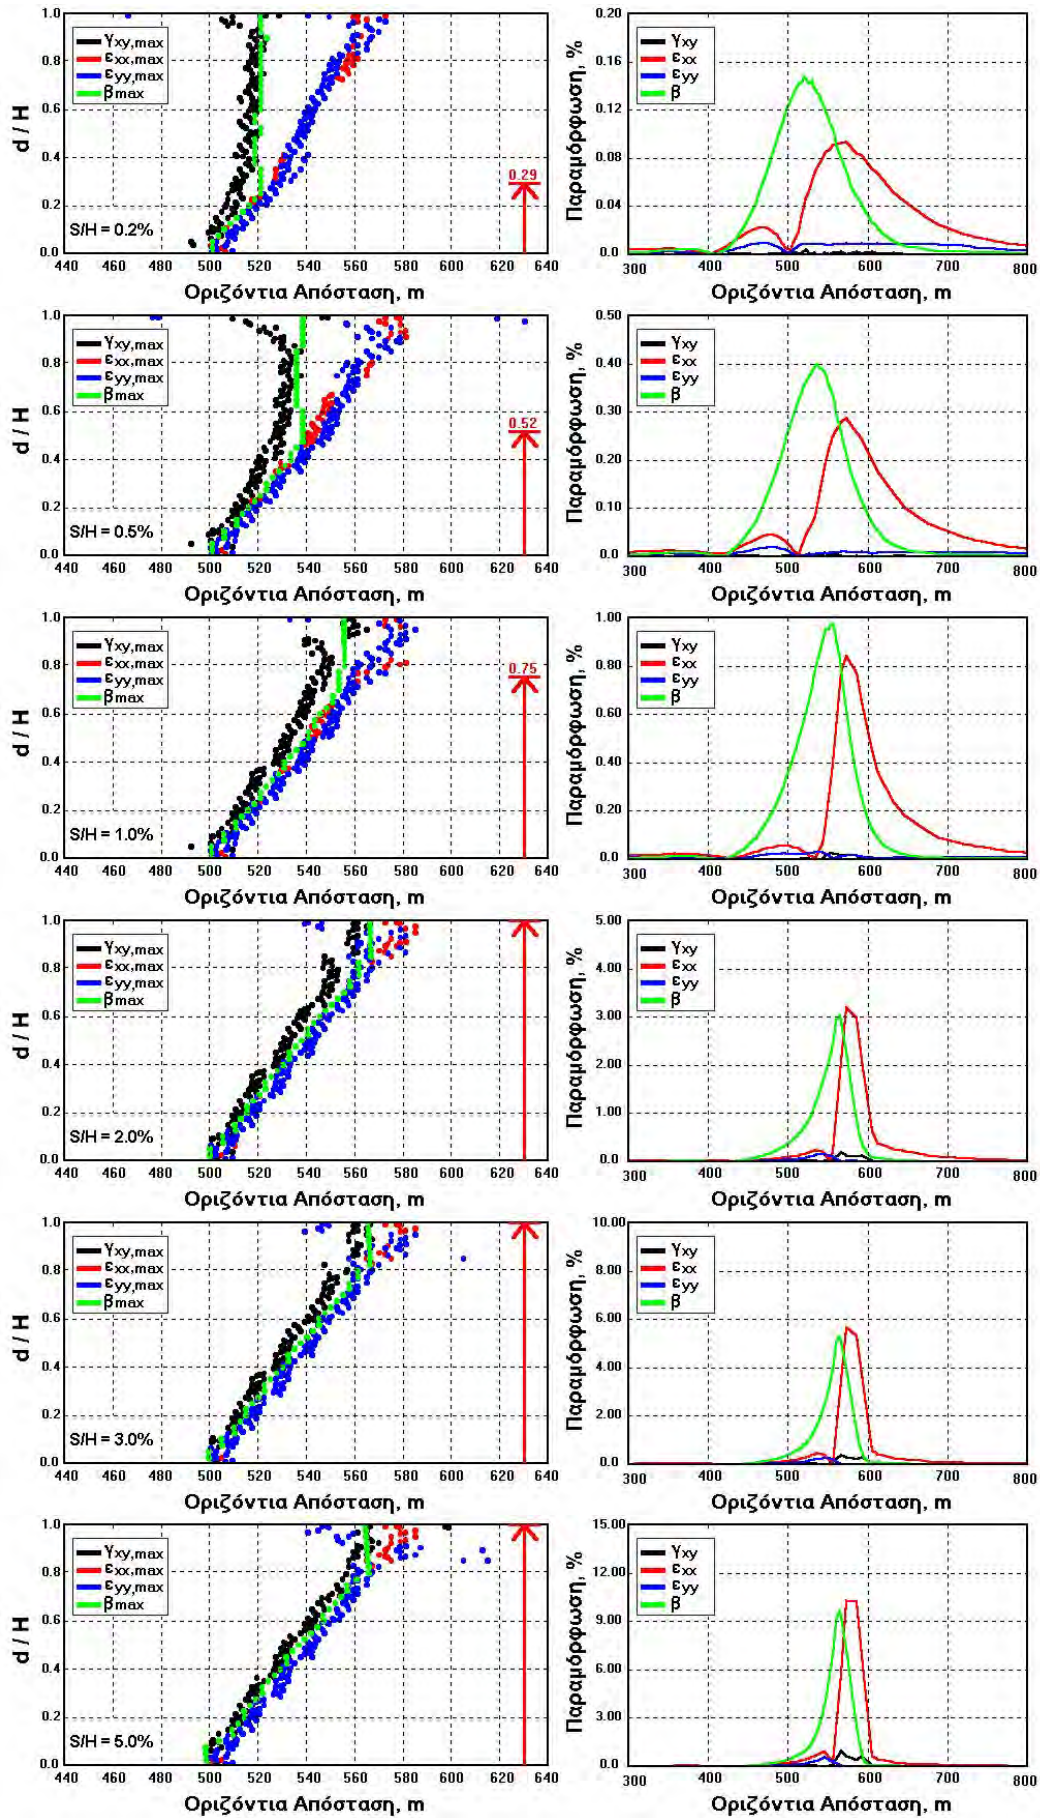 d / H
1.0
0.8
0.6
0.4
0.2
0.0
γxy,max
εxx,max
εyy,max
βmax
0.29
S/H = 0.2%
440 460 480 500 520 540 560 580 600 620 640
Οριζόντια Απόσταση, m
Παραμόρφωση, %
0.20
0.16
0.12
0.08
0.04
0.0
γxy
εxx
εyy
β
300 400 500 600 700 800
Οριζόντια Απόσταση, m
d / H
1.0
0.8
0.6
0.4
0.2
0.0
γxy,max
εxx,max
εyy,max
βmax
0.52
S/H = 0.5%
440 460 480 500 520 540 560 580 600 620 640
Οριζόντια Απόσταση, m
Παραμόρφωση, %
0.50
0.40
0.30
0.20
0.10
0.0
γxy
εxx
εyy
β
300 400 500 600 700 800
Οριζόντια Απόσταση, m
d / H
1.0
0.8
0.6
0.4
0.2
0.0
γxy,max
εxx,max
εyy,max
βmax
0.75
S/H = 1.0%
440 460 480 500 520 540 560 580 600 620 640
Οριζόντια Απόσταση, m
Παραμόρφωση, %
1.00
0.80
0.60
0.40
0.20
0.0
γxy
εxx
εyy
β
300 400 500 600 700 800
Οριζόντια Απόσταση, m
d / H
1.0
0.8
0.6
0.4
0.2
0.0
γxy,max
εxx,max
εyy,max
βmax
S/H = 2.0%
440 460 480 500 520 540 560 580 600 620 640
Οριζόντια Απόσταση, m
Παραμόρφωση, %
5.00
4.00
3.00
2.00
1.00
0.00
γxy
εxx
εyy
β
300 400 500 600 700 800
Οριζόντια Απόσταση, m
d / H
1.0
0.8
0.6
0.4
0.2
0.0
γxy,max
εxx,max
εyy,max
βmax
S/H = 3.0%
440 460 480 500 520 540 560 580 600 620 640
Οριζόντια Απόσταση, m
Παραμόρφωση, %
10.00
8.00
6.00
4.00
2.00
0.00
γxy
εxx
εyy
β
300 400 500 600 700 800
Οριζόντια Απόσταση, m
d / H
1.0
0.8
0.6
0.4
0.2
0.0
γxy,max
εxx,max
εyy,max
βmax
S/H = 5.0%
440 460 480 500 520 540 560 580 600 620 640
Οριζόντια Απόσταση, m
Παραμόρφωση, %
15.00
12.00
9.00
6.00
3.00
0.00
γxy
εxx
εyy
β
300 400 500 600 700 800
Οριζόντια Απόσταση, m